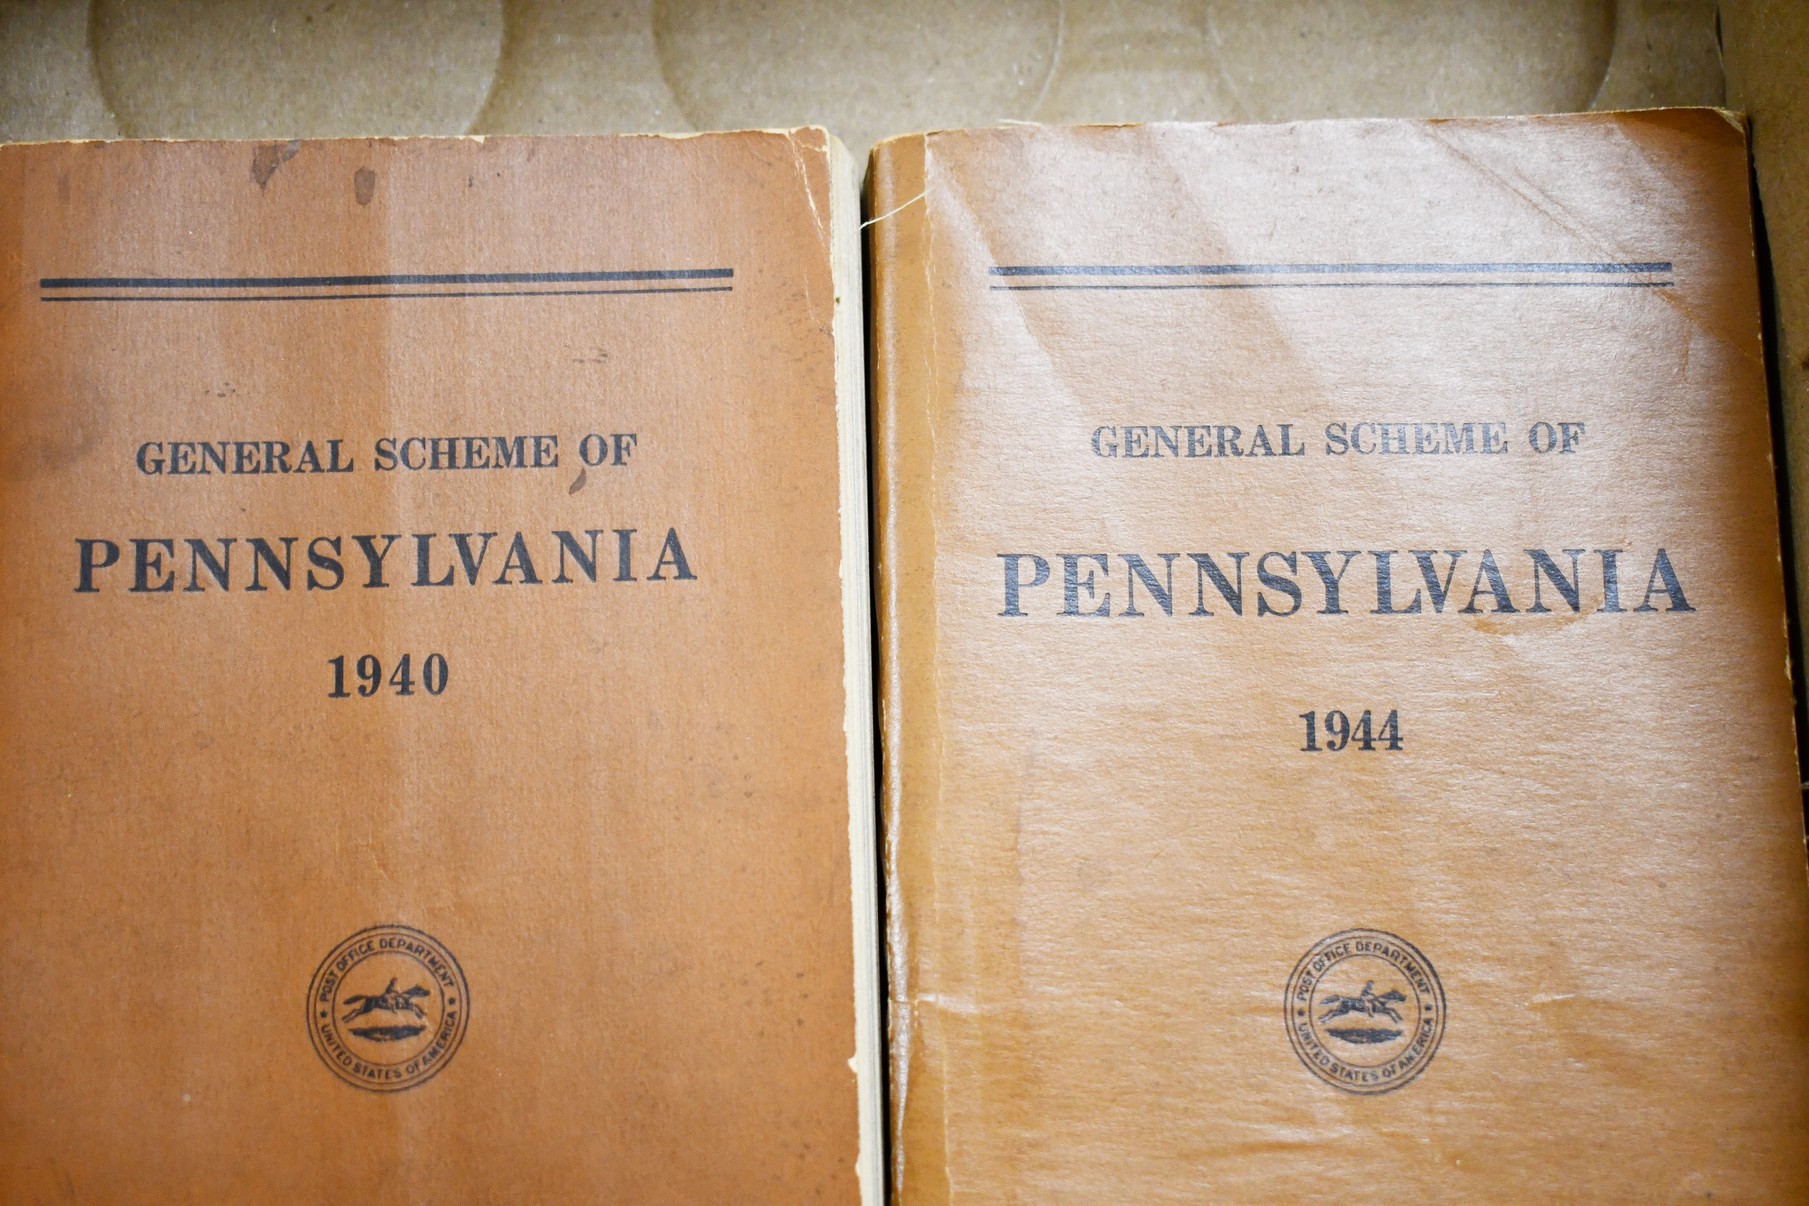 GENERAL SCHEME OF
PENNSYLVANIA
1940
POST OFFICE DEPARTMENT
UNITED STATES OF AMERICA
GENERAL SCHEME OF
PENNSYLVANIA
1944
POST OFFICE DEPARTMENT
UNITED STATES OF AMERICA